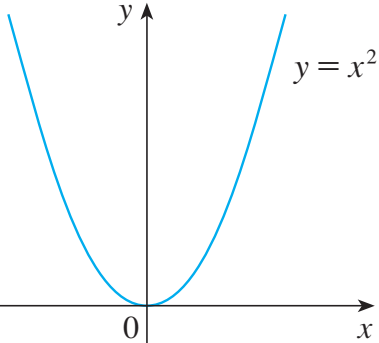 y
y = x²
0
x